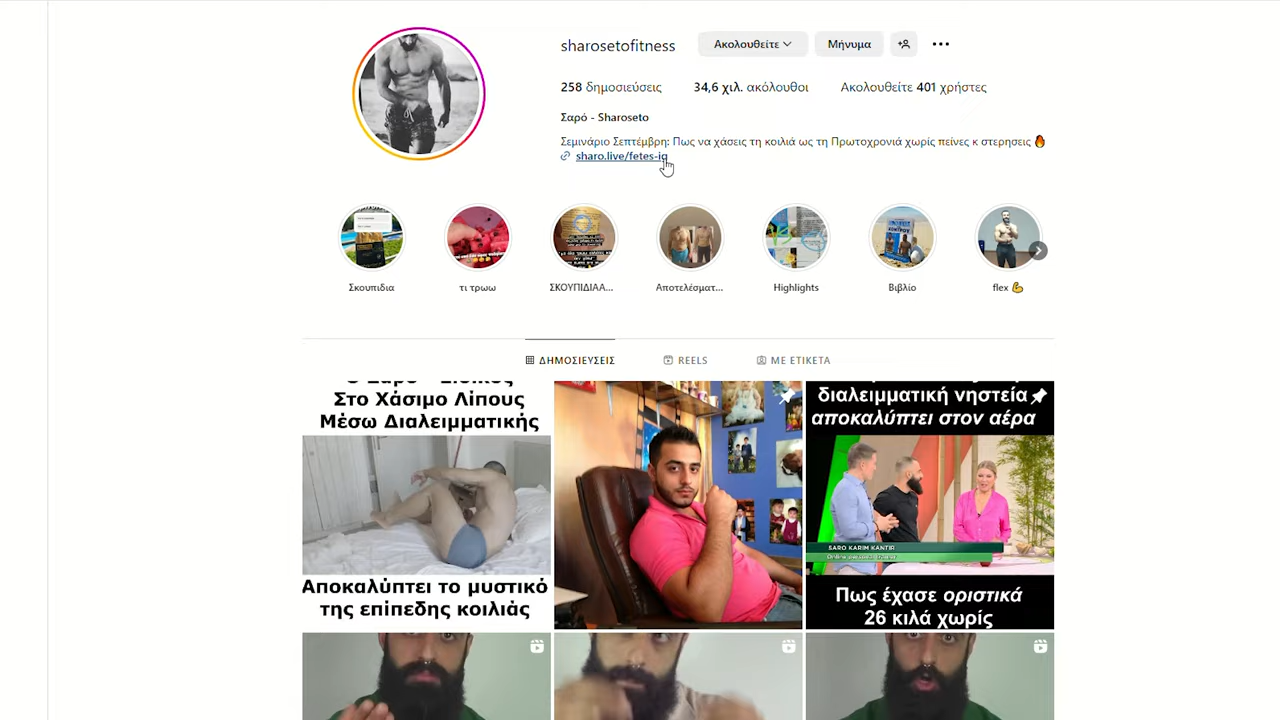 sharosetofitness
Ακολουθείτε
Μήνυμα
258 δημοσιεύσεις
34,6 χιλ. ακόλουθοι
Ακολουθείτε 401 χρήστες
Σαρό - Sharoseto
Σεμινάριο Σεπτέμβρη: Πως να χάσεις τη κοιλιά ως τη Πρωτοχρονιά χωρίς πείνες κ στερησεις 🔥
sharo.live/fetes-ig
Σκουπιδια
τι τρωω
ΣΚΟΥΠΙΔΙΑΑ...
Αποτελέσματ...
Highlights
Βιβλίο
flex 💪
ΔΗΜΟΣΙΕΥΣΕΙΣ
REELS
ΜΕ ΕΤΙΚΕΤΑ
Στο Χάσιμο Λίπους
Μέσω Διαλειμματικής
Αποκαλύπτει το μυστικό
της επίπεδης κοιλιάς
διαλειμματική νηστεία
αποκαλύπτει στον αέρα
SARO KARIM KANTIR
Πως έχασε οριστικά
26 κιλά χωρίς